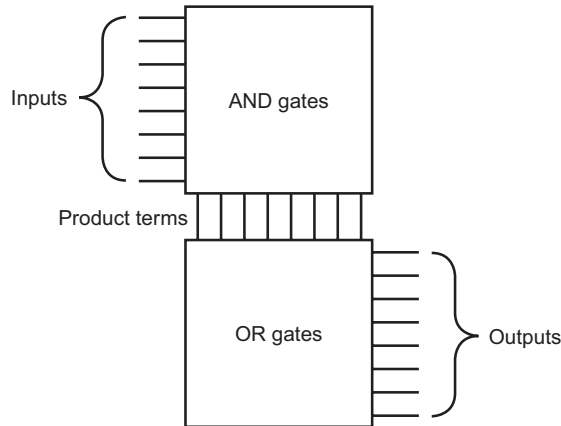 Inputs
AND gates
Product terms
OR gates
Outputs